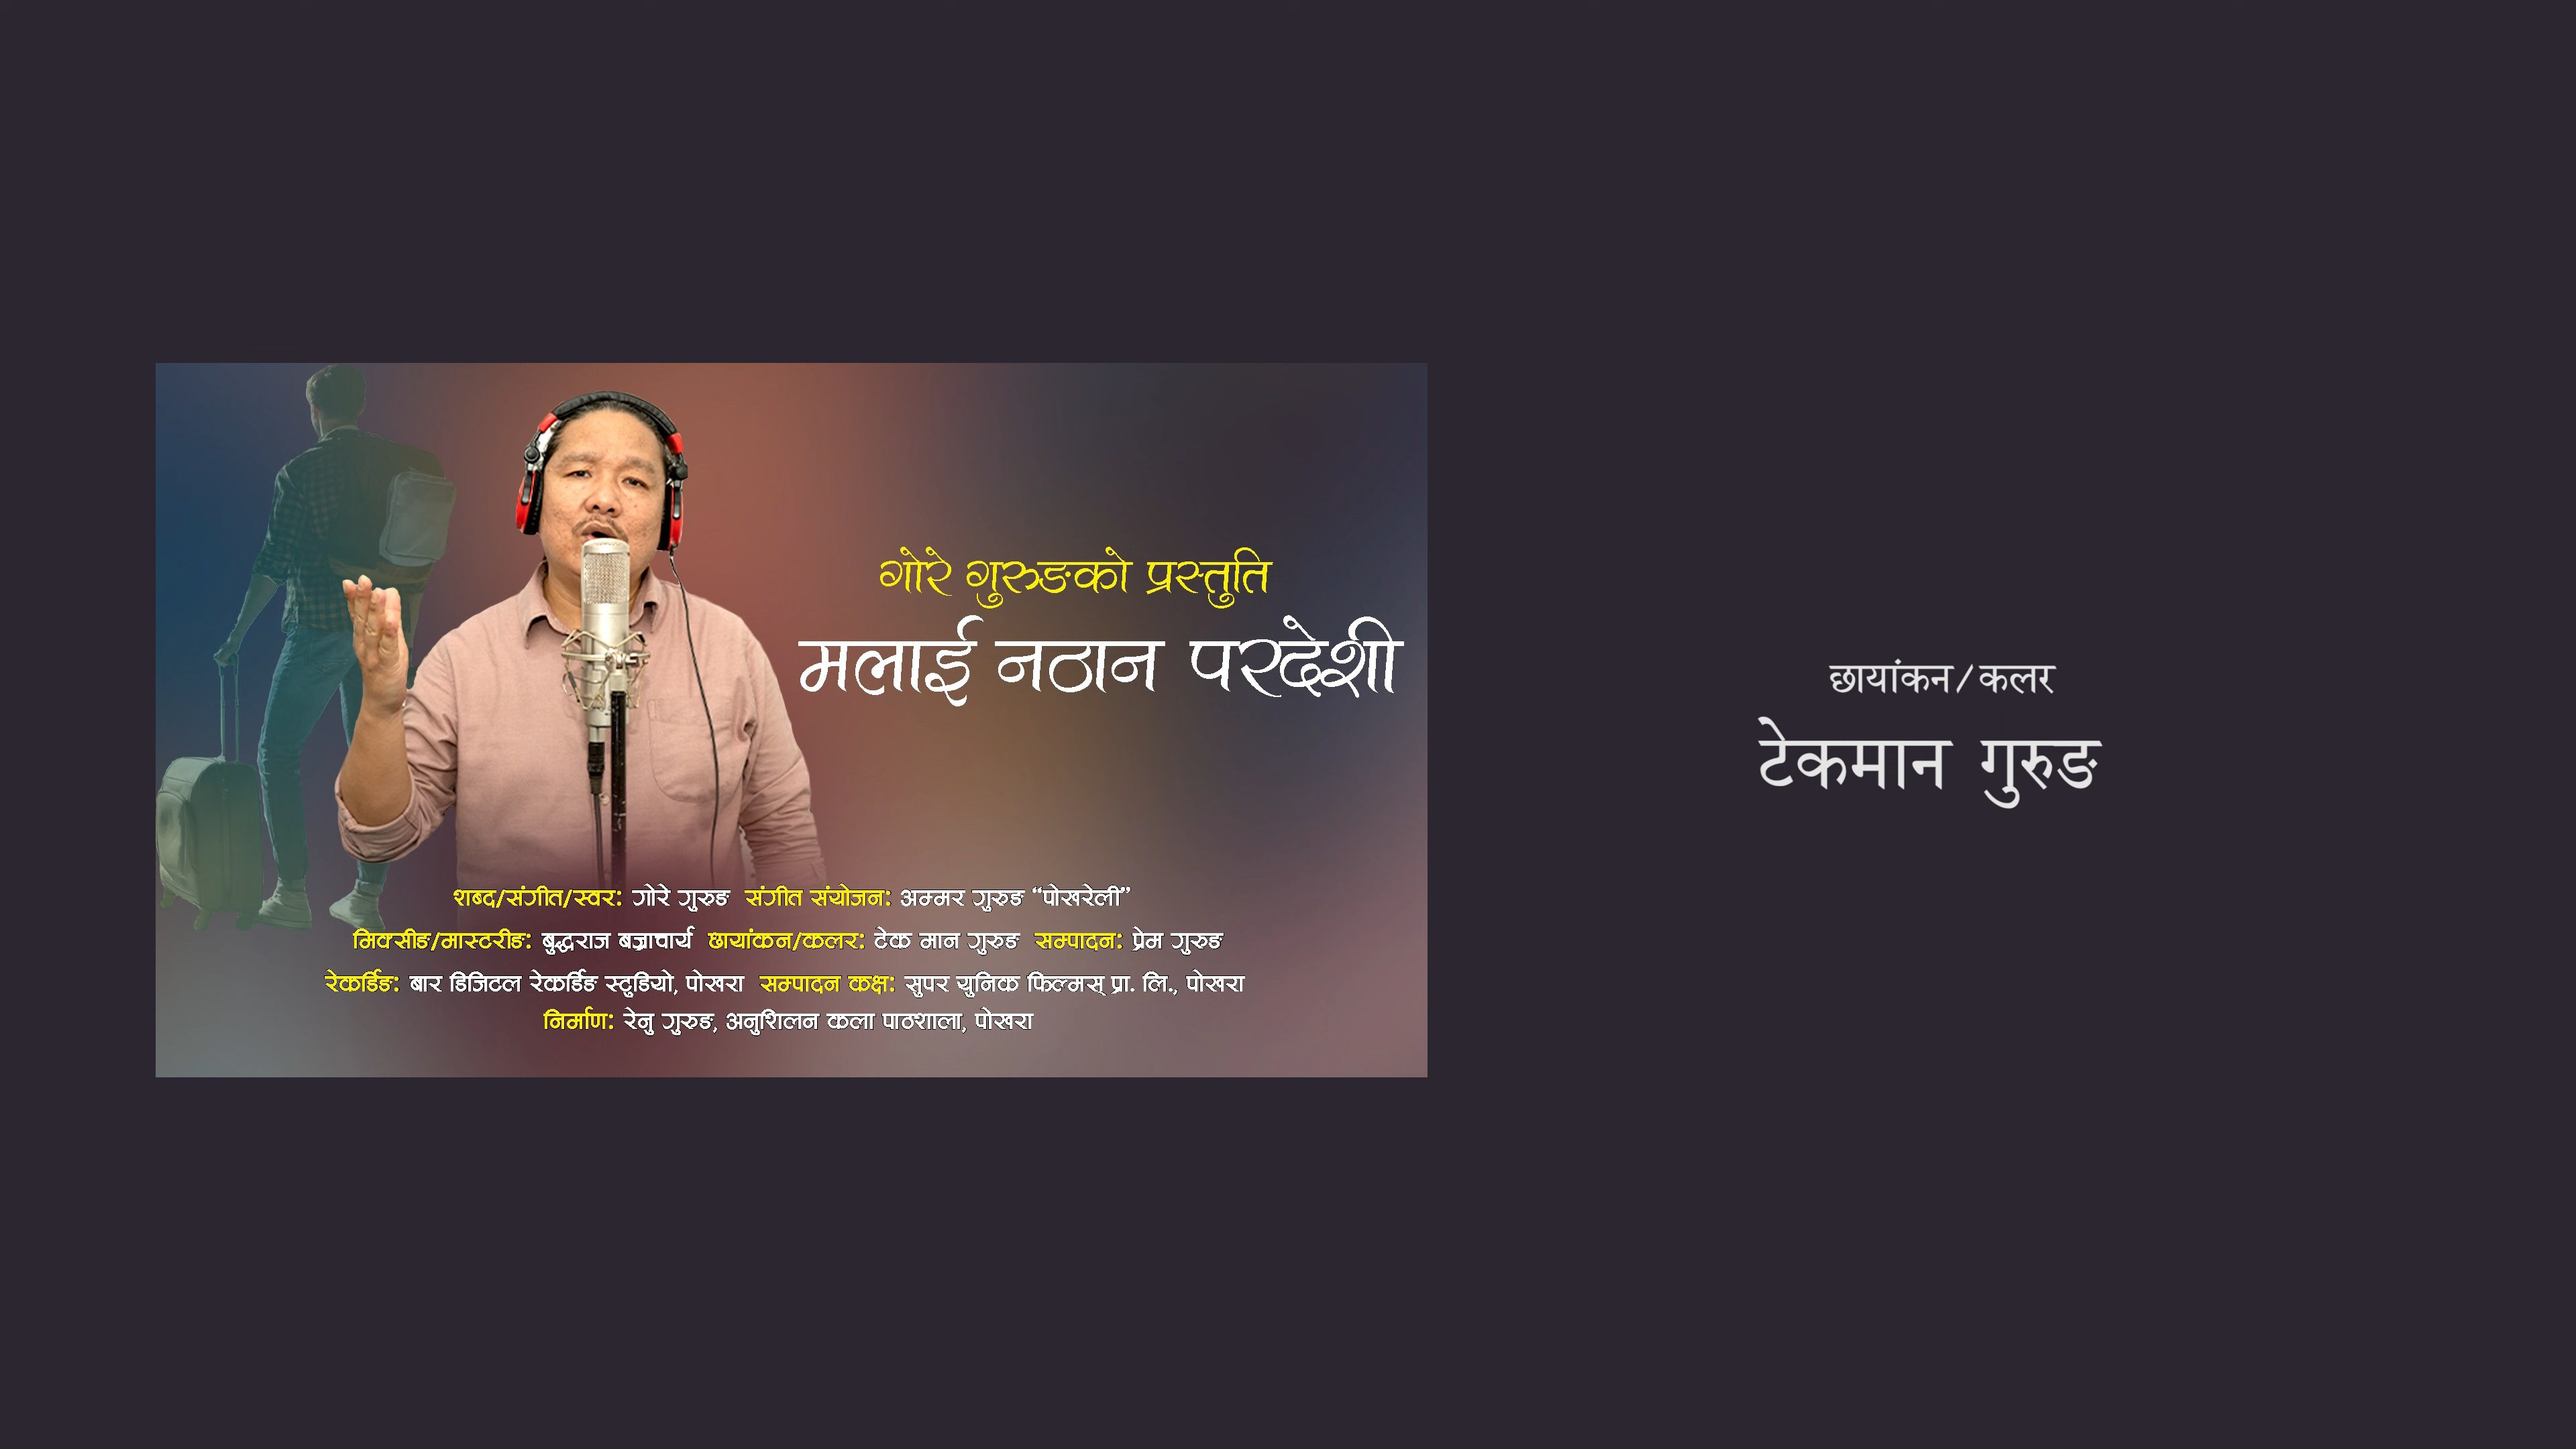 गोरे गुरुङको प्रस्तुति
मलाई नठान परदेशी
शब्द/संगीत/स्वर: गोरे गुरुङ संगीत संयोजन: अम्मर गुरुङ “पोखरेली”
मिक्सीङ/मास्टरीङ: बुद्धराज बज्राचार्य छायांकन/कलर: टेक मान गुरुङ सम्पादन: प्रेम गुरुङ
रेकर्डिङ: बार डिजिटल रेकर्डिङ स्टुडियो, पोखरा सम्पादन कक्ष: सुपर युनिक फिल्मस् प्रा. लि., पोखरा
निर्माण: रेनु गुरुङ, अनुशिलन कला पाठशाला, पोखरा
छायांकन/कलर
टेकमान गुरुङ